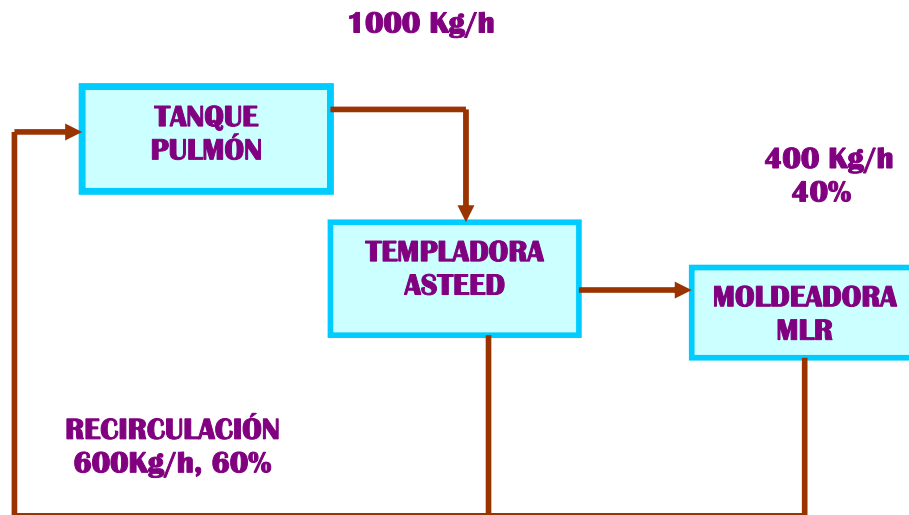 1000 Kg/h
TANQUE
PULMÓN
400 Kg/h
40%
TEMPLADORA
ASTEED
MOLDEADORA
MLR
RECIRCULACIÓN
600Kg/h, 60%